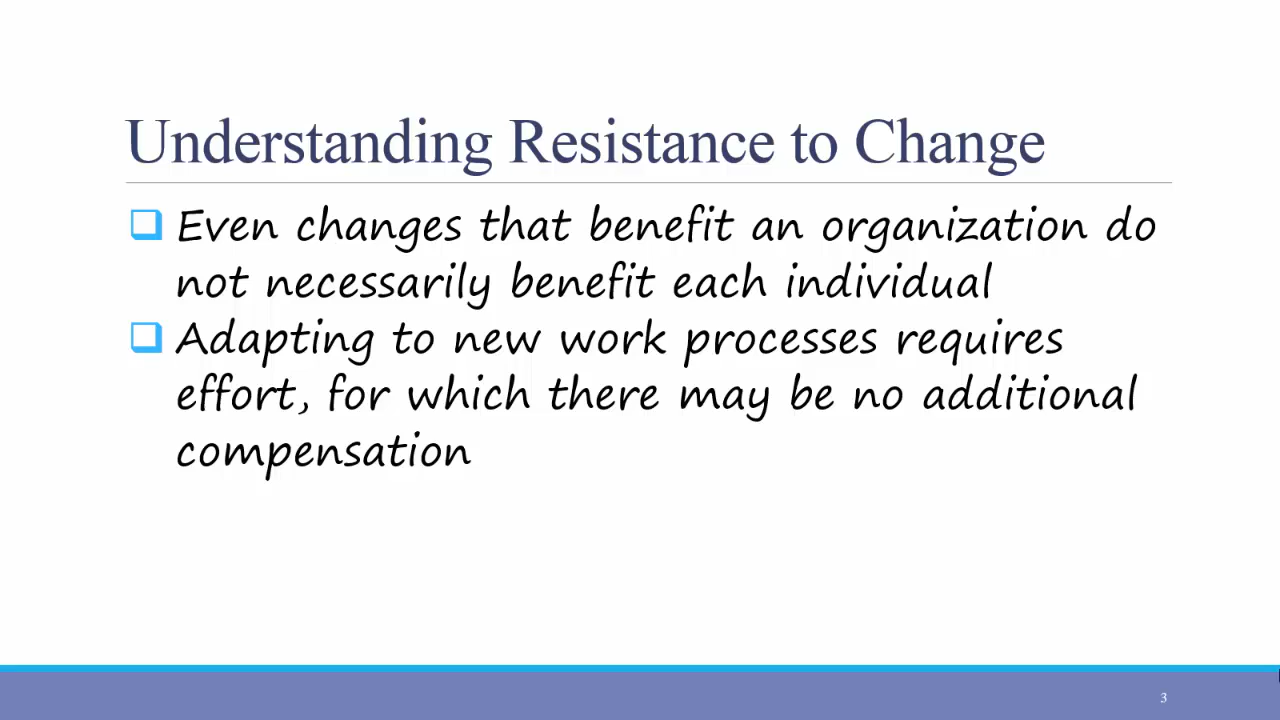 Understanding Resistance to Change
Even changes that benefit an organization do
not necessarily benefit each individual
Adapting to new work processes requires
effort, for which there may be no additional
compensation
3